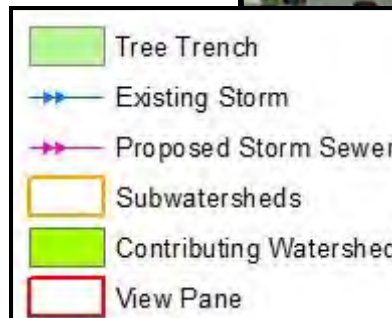 Tree Trench
Existing Storm
Proposed Storm Sewer
Subwatersheds
Contributing Watershed
View Pane